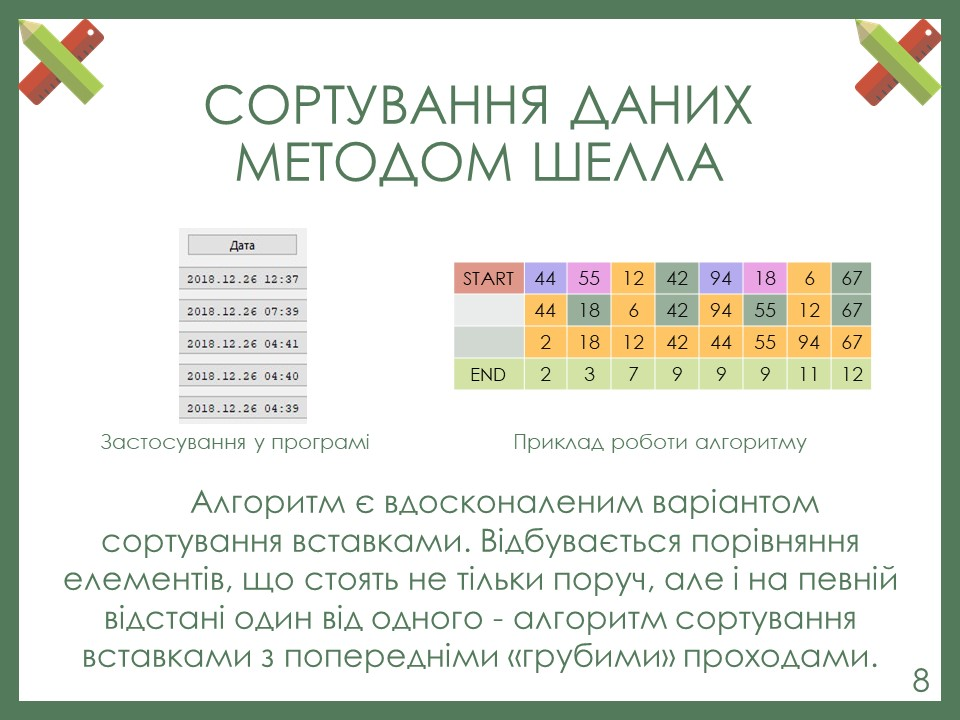 СОРТУВАННЯ ДАНИХ
МЕТОДОМ ШЕЛЛА
Дата
2018.12.26 12:37
2018.12.26 07:39
2018.12.26 04:41
2018.12.26 04:40
2018.12.26 04:39
Застосування у програмі
START 44 55 12 42 94 18 6 67
44 18 6 42 94 55 12 67
2 18 12 42 44 55 94 67
END 2 3 7 9 9 9 11 12
Приклад роботи алгоритму
Алгоритм є вдосконаленим варіантом
сортування вставками. Відбувається порівняння
елементів, що стоять не тільки поруч, але і на певній
відстані один від одного - алгоритм сортування
вставками з попередніми «грубими» проходами.
8